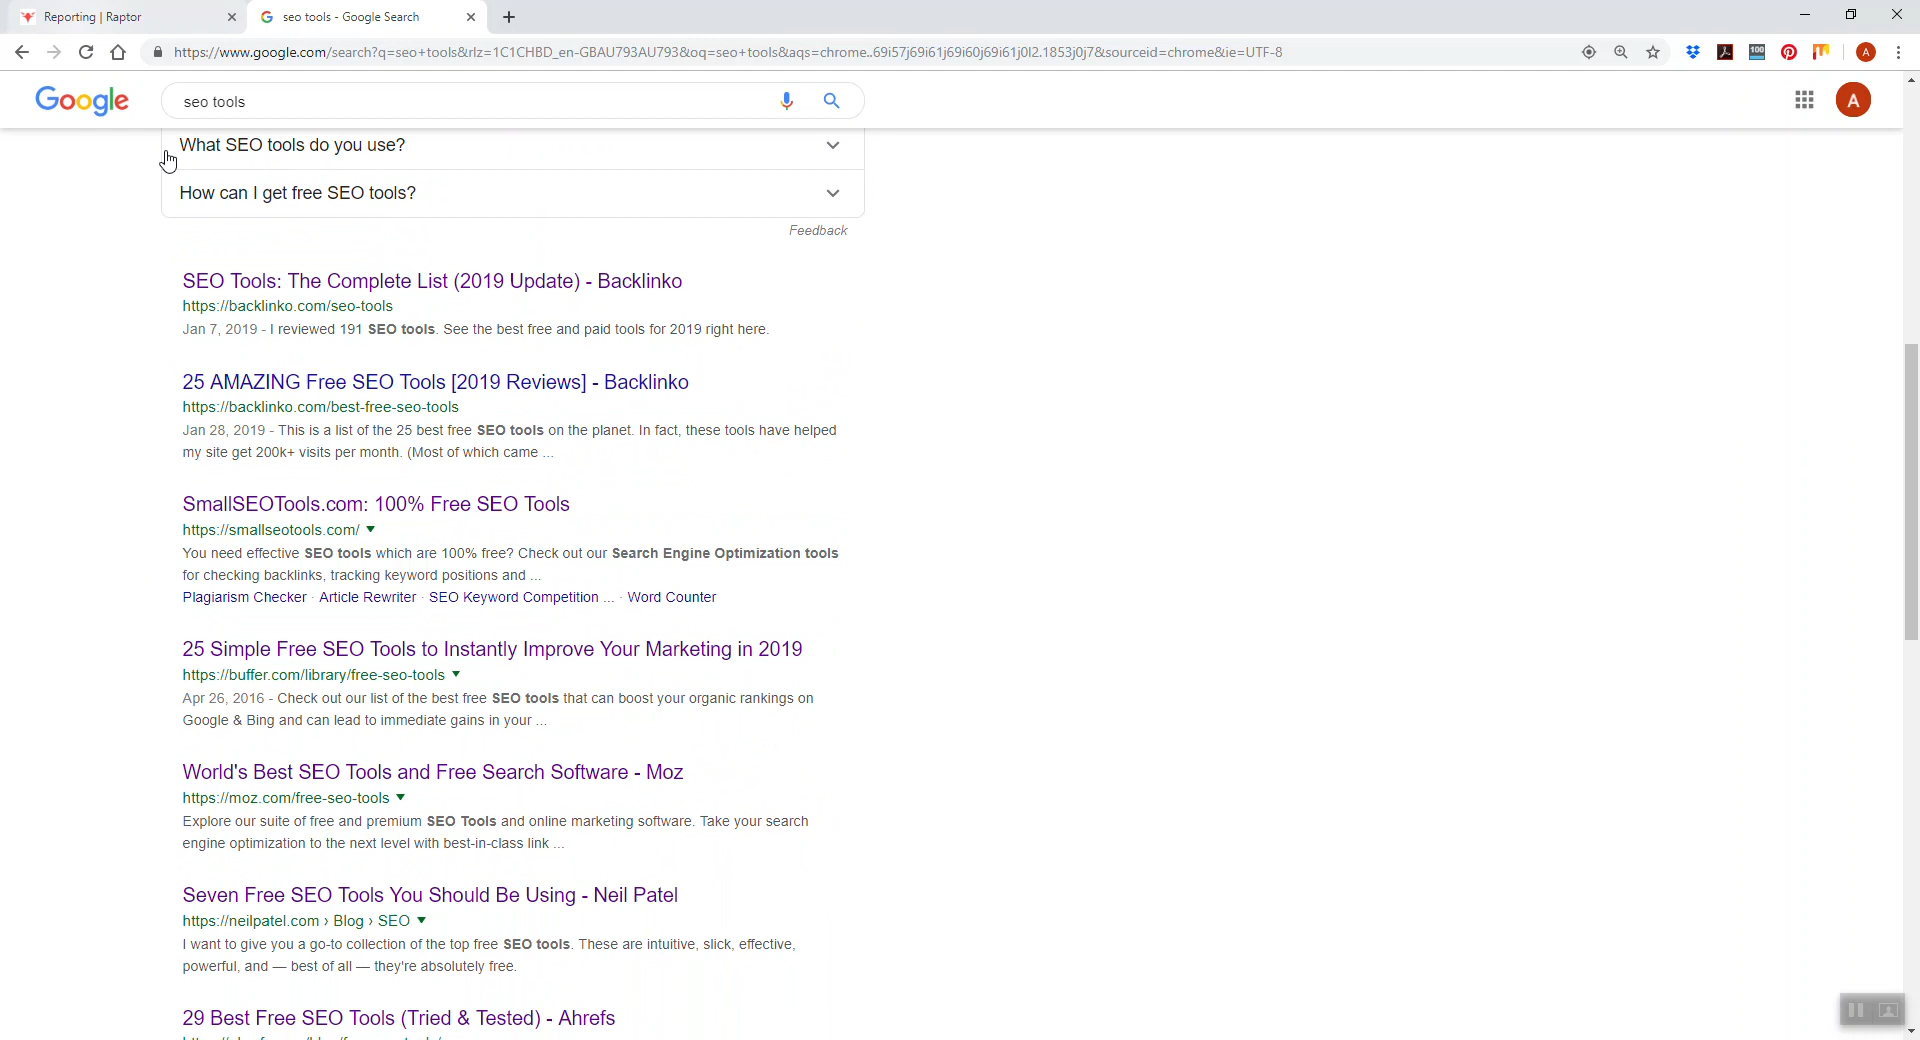 Reporting | Raptor
seo tools - Google Search
https://www.google.com/search?q=seo+tools&rlz=1C1CHBD_en-GBAU793AU793&oq=seo+tools&aqs=chrome..69i57j69i61j69i60j69i61j0l2.1853j0j7&sourceid=chrome&ie=UTF-8
100
A
Google
seo tools
A
What SEO tools do you use?
How can I get free SEO tools?
Feedback
SEO Tools: The Complete List (2019 Update) - Backlinko
https://backlinko.com/seo-tools
Jan 7, 2019 - I reviewed 191 SEO tools. See the best free and paid tools for 2019 right here.
25 AMAZING Free SEO Tools [2019 Reviews] - Backlinko
https://backlinko.com/best-free-seo-tools
Jan 28, 2019 - This is a list of the 25 best free SEO tools on the planet. In fact, these tools have helped
my site get 200k+ visits per month. (Most of which came ...
SmallSEOTools.com: 100% Free SEO Tools
https://smallseotools.com/
You need effective SEO tools which are 100% free? Check out our Search Engine Optimization tools
for checking backlinks, tracking keyword positions and ...
Plagiarism Checker · Article Rewriter · SEO Keyword Competition ... · Word Counter
25 Simple Free SEO Tools to Instantly Improve Your Marketing in 2019
https://buffer.com/library/free-seo-tools
Apr 26, 2016 - Check out our list of the best free SEO tools that can boost your organic rankings on
Google & Bing and can lead to immediate gains in your ...
World's Best SEO Tools and Free Search Software - Moz
https://moz.com/free-seo-tools
Explore our suite of free and premium SEO Tools and online marketing software. Take your search
engine optimization to the next level with best-in-class link ...
Seven Free SEO Tools You Should Be Using - Neil Patel
https://neilpatel.com › Blog › SEO
I want to give you a go-to collection of the top free SEO tools. These are intuitive, slick, effective,
powerful, and — best of all — they're absolutely free.
29 Best Free SEO Tools (Tried & Tested) - Ahrefs